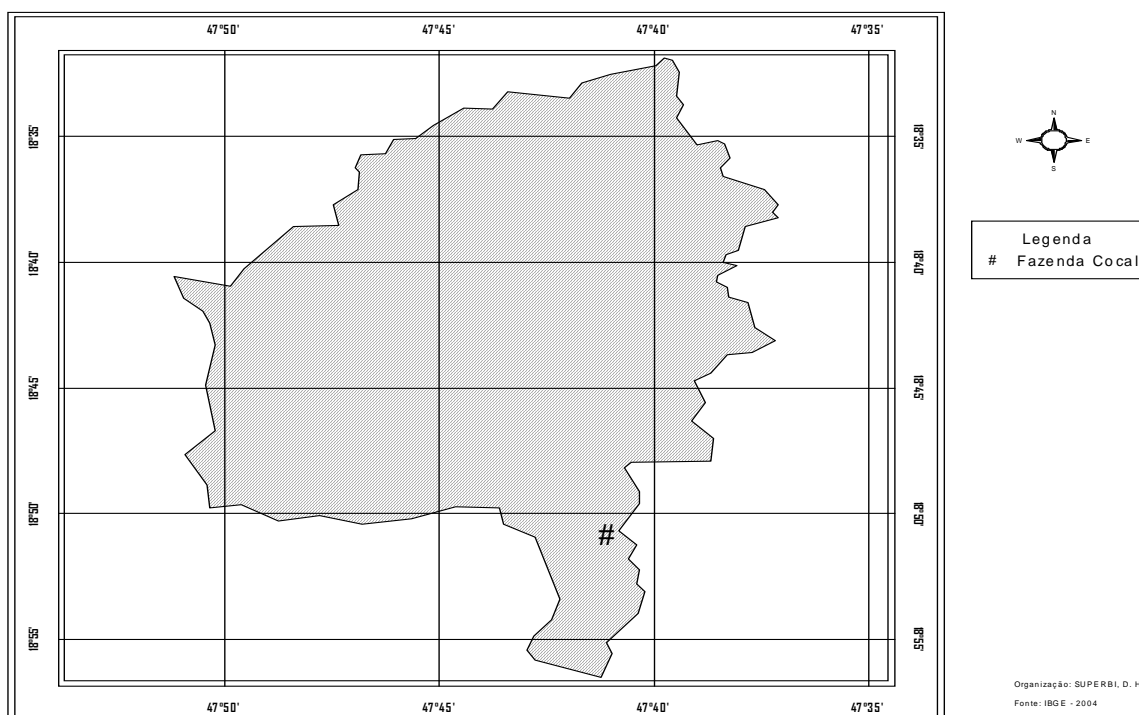 47°50' 47°45' 47°40' 47°35'
18°35' 18°35'
N
W E
S
Legenda
# Fazenda Cocal
18°40' 18°40'
18°45' 18°45'
18°50' 18°50'
#
18°55' 18°55'
47°50' 47°45' 47°40' 47°35'
Organização: SUPERBI, D. H
Fonte: IBGE - 2004